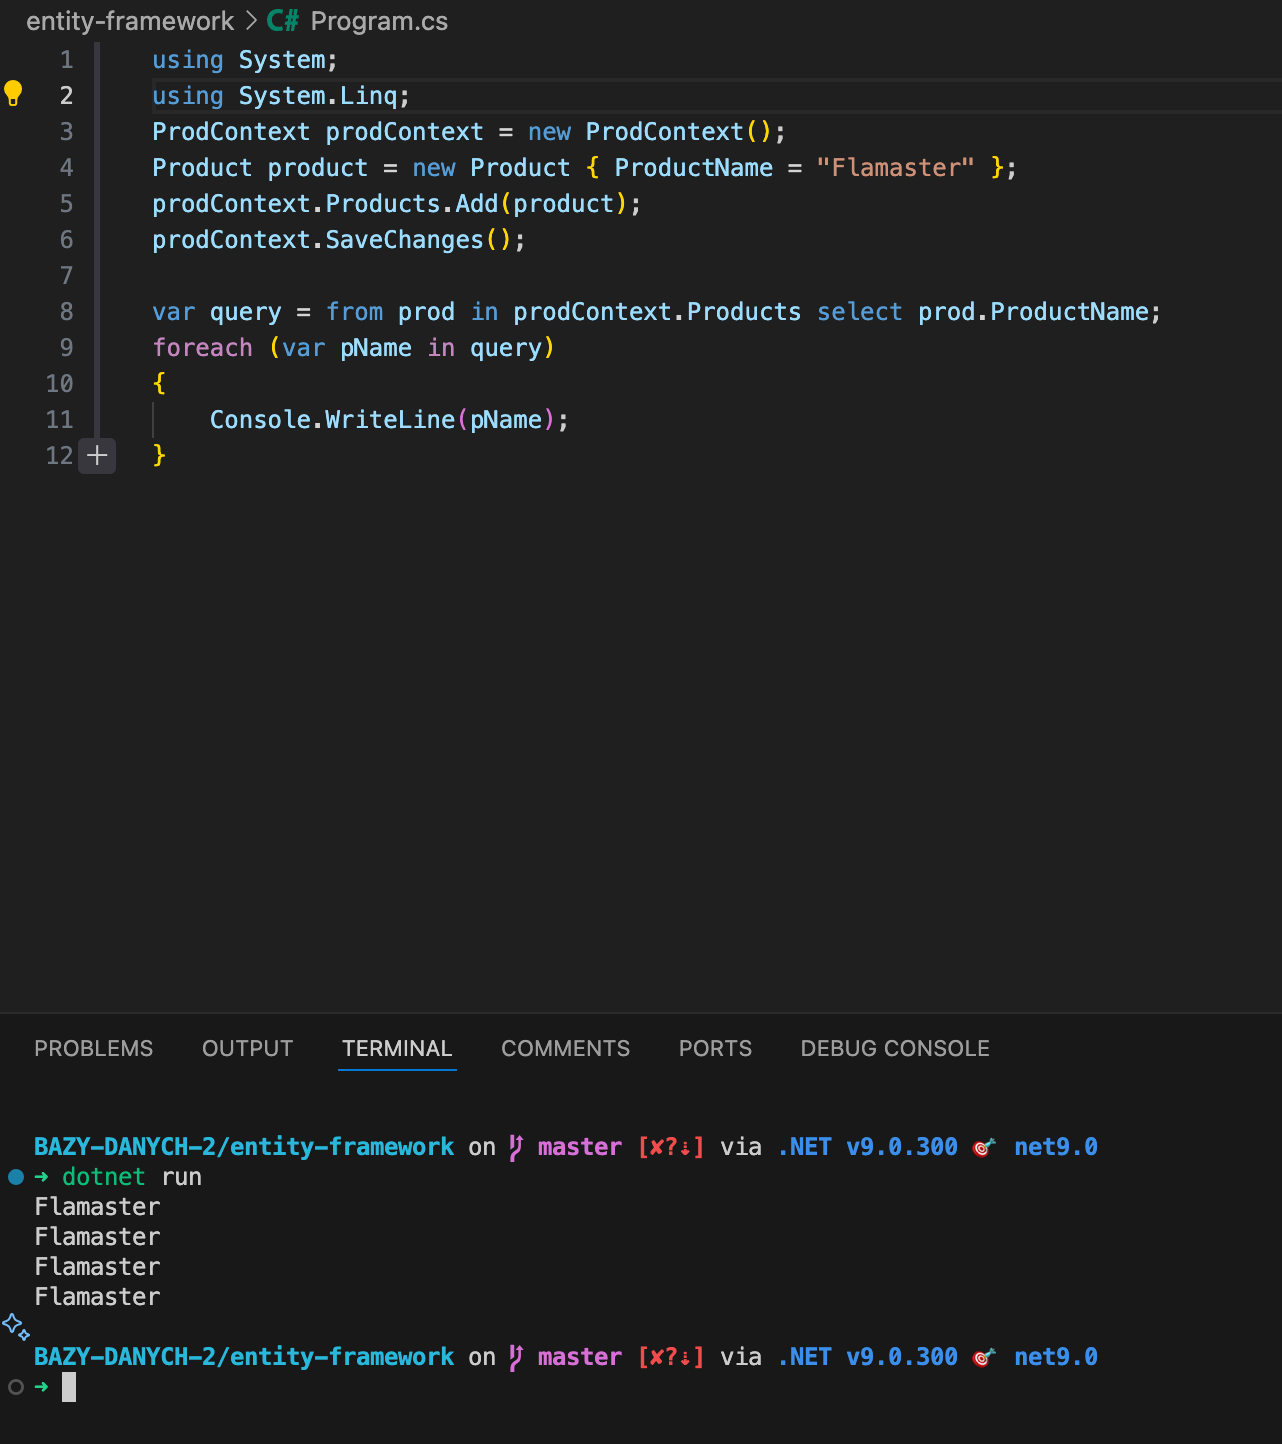 entity-framework > C# Program.cs
1 using System;
2 using System.Linq;
3 ProdContext prodContext = new ProdContext();
4 Product product = new Product { ProductName = "Flamaster" };
5 prodContext.Products.Add(product);
6 prodContext.SaveChanges();
7
8 var query = from prod in prodContext.Products select prod.ProductName;
9 foreach (var pName in query)
10 {
11 Console.WriteLine(pName);
12 }
PROBLEMS OUTPUT TERMINAL COMMENTS PORTS DEBUG CONSOLE
BAZY-DANYCH-2/entity-framework on master [✘?⇣] via .NET v9.0.300 🎯 net9.0
➜ dotnet run
Flamaster
Flamaster
Flamaster
Flamaster
BAZY-DANYCH-2/entity-framework on master [✘?⇣] via .NET v9.0.300 🎯 net9.0
➜